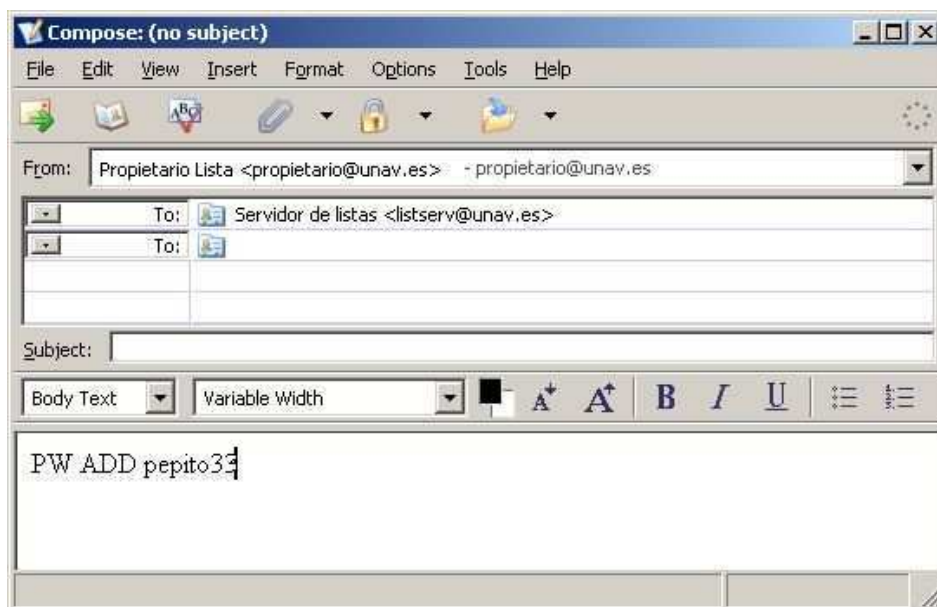 Compose: (no subject)
File Edit View Insert Format Options Tools Help
From: Propietario Lista <propietario@unav.es> - propietario@unav.es
To: Servidor de listas <listserv@unav.es>
To:
Subject:
Body Text Variable Width A A B I U
PW ADD pepito33